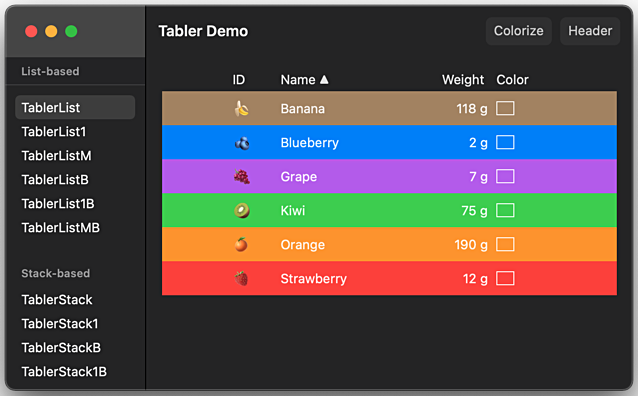 Tabler Demo
Colorize
Header
List-based
TablerList
TablerList1
TablerListM
TablerListB
TablerList1B
TablerListMB
Stack-based
TablerStack
TablerStack1
TablerStackB
TablerStack1B
ID Name Weight Color
Banana 118 g
Blueberry 2 g
Grape 7 g
Kiwi 75 g
Orange 190 g
Strawberry 12 g